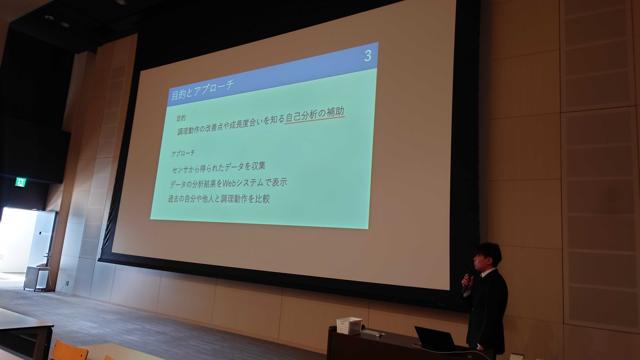 目的とアプローチ
3
目的
調理動作の改善点や成長度合いを知る自己分析の補助
アプローチ
センサから得られたデータを収集
データの分析結果をWebシステムで表示
過去の自分や他人と調理動作を比較